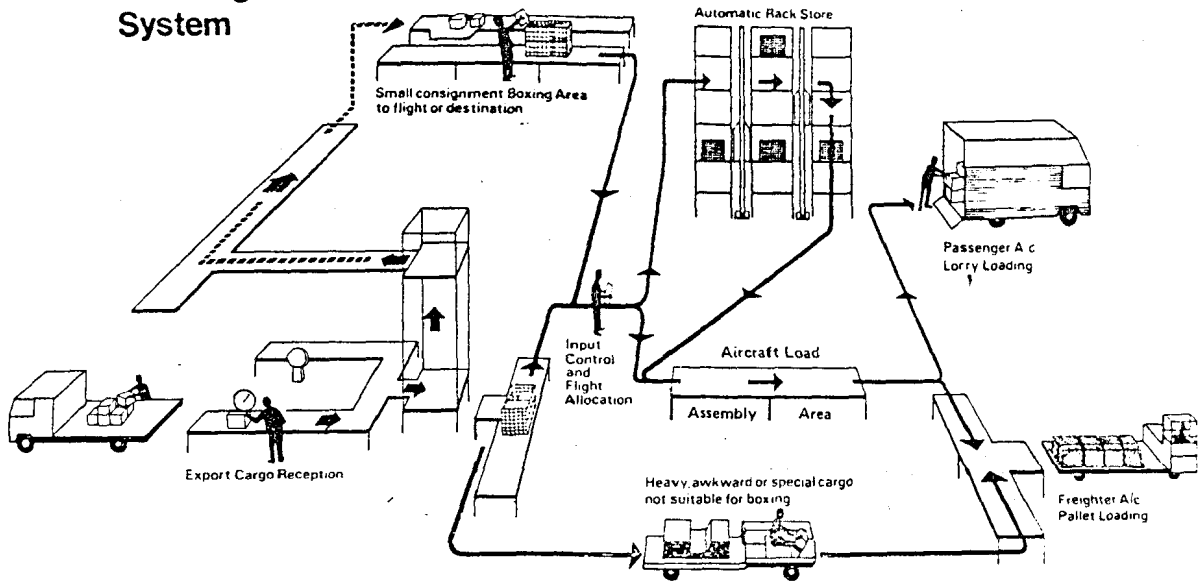 System
Automatic Rack Store
Small consignment Boxing Area
to flight or destination
Passenger A/c
Lorry Loading
Input
Control
and
Flight
Allocation
Aircraft Load
Assembly
Area
Export Cargo Reception
Heavy, awkward or special cargo
not suitable for boxing
Freighter A/c
Pallet Loading